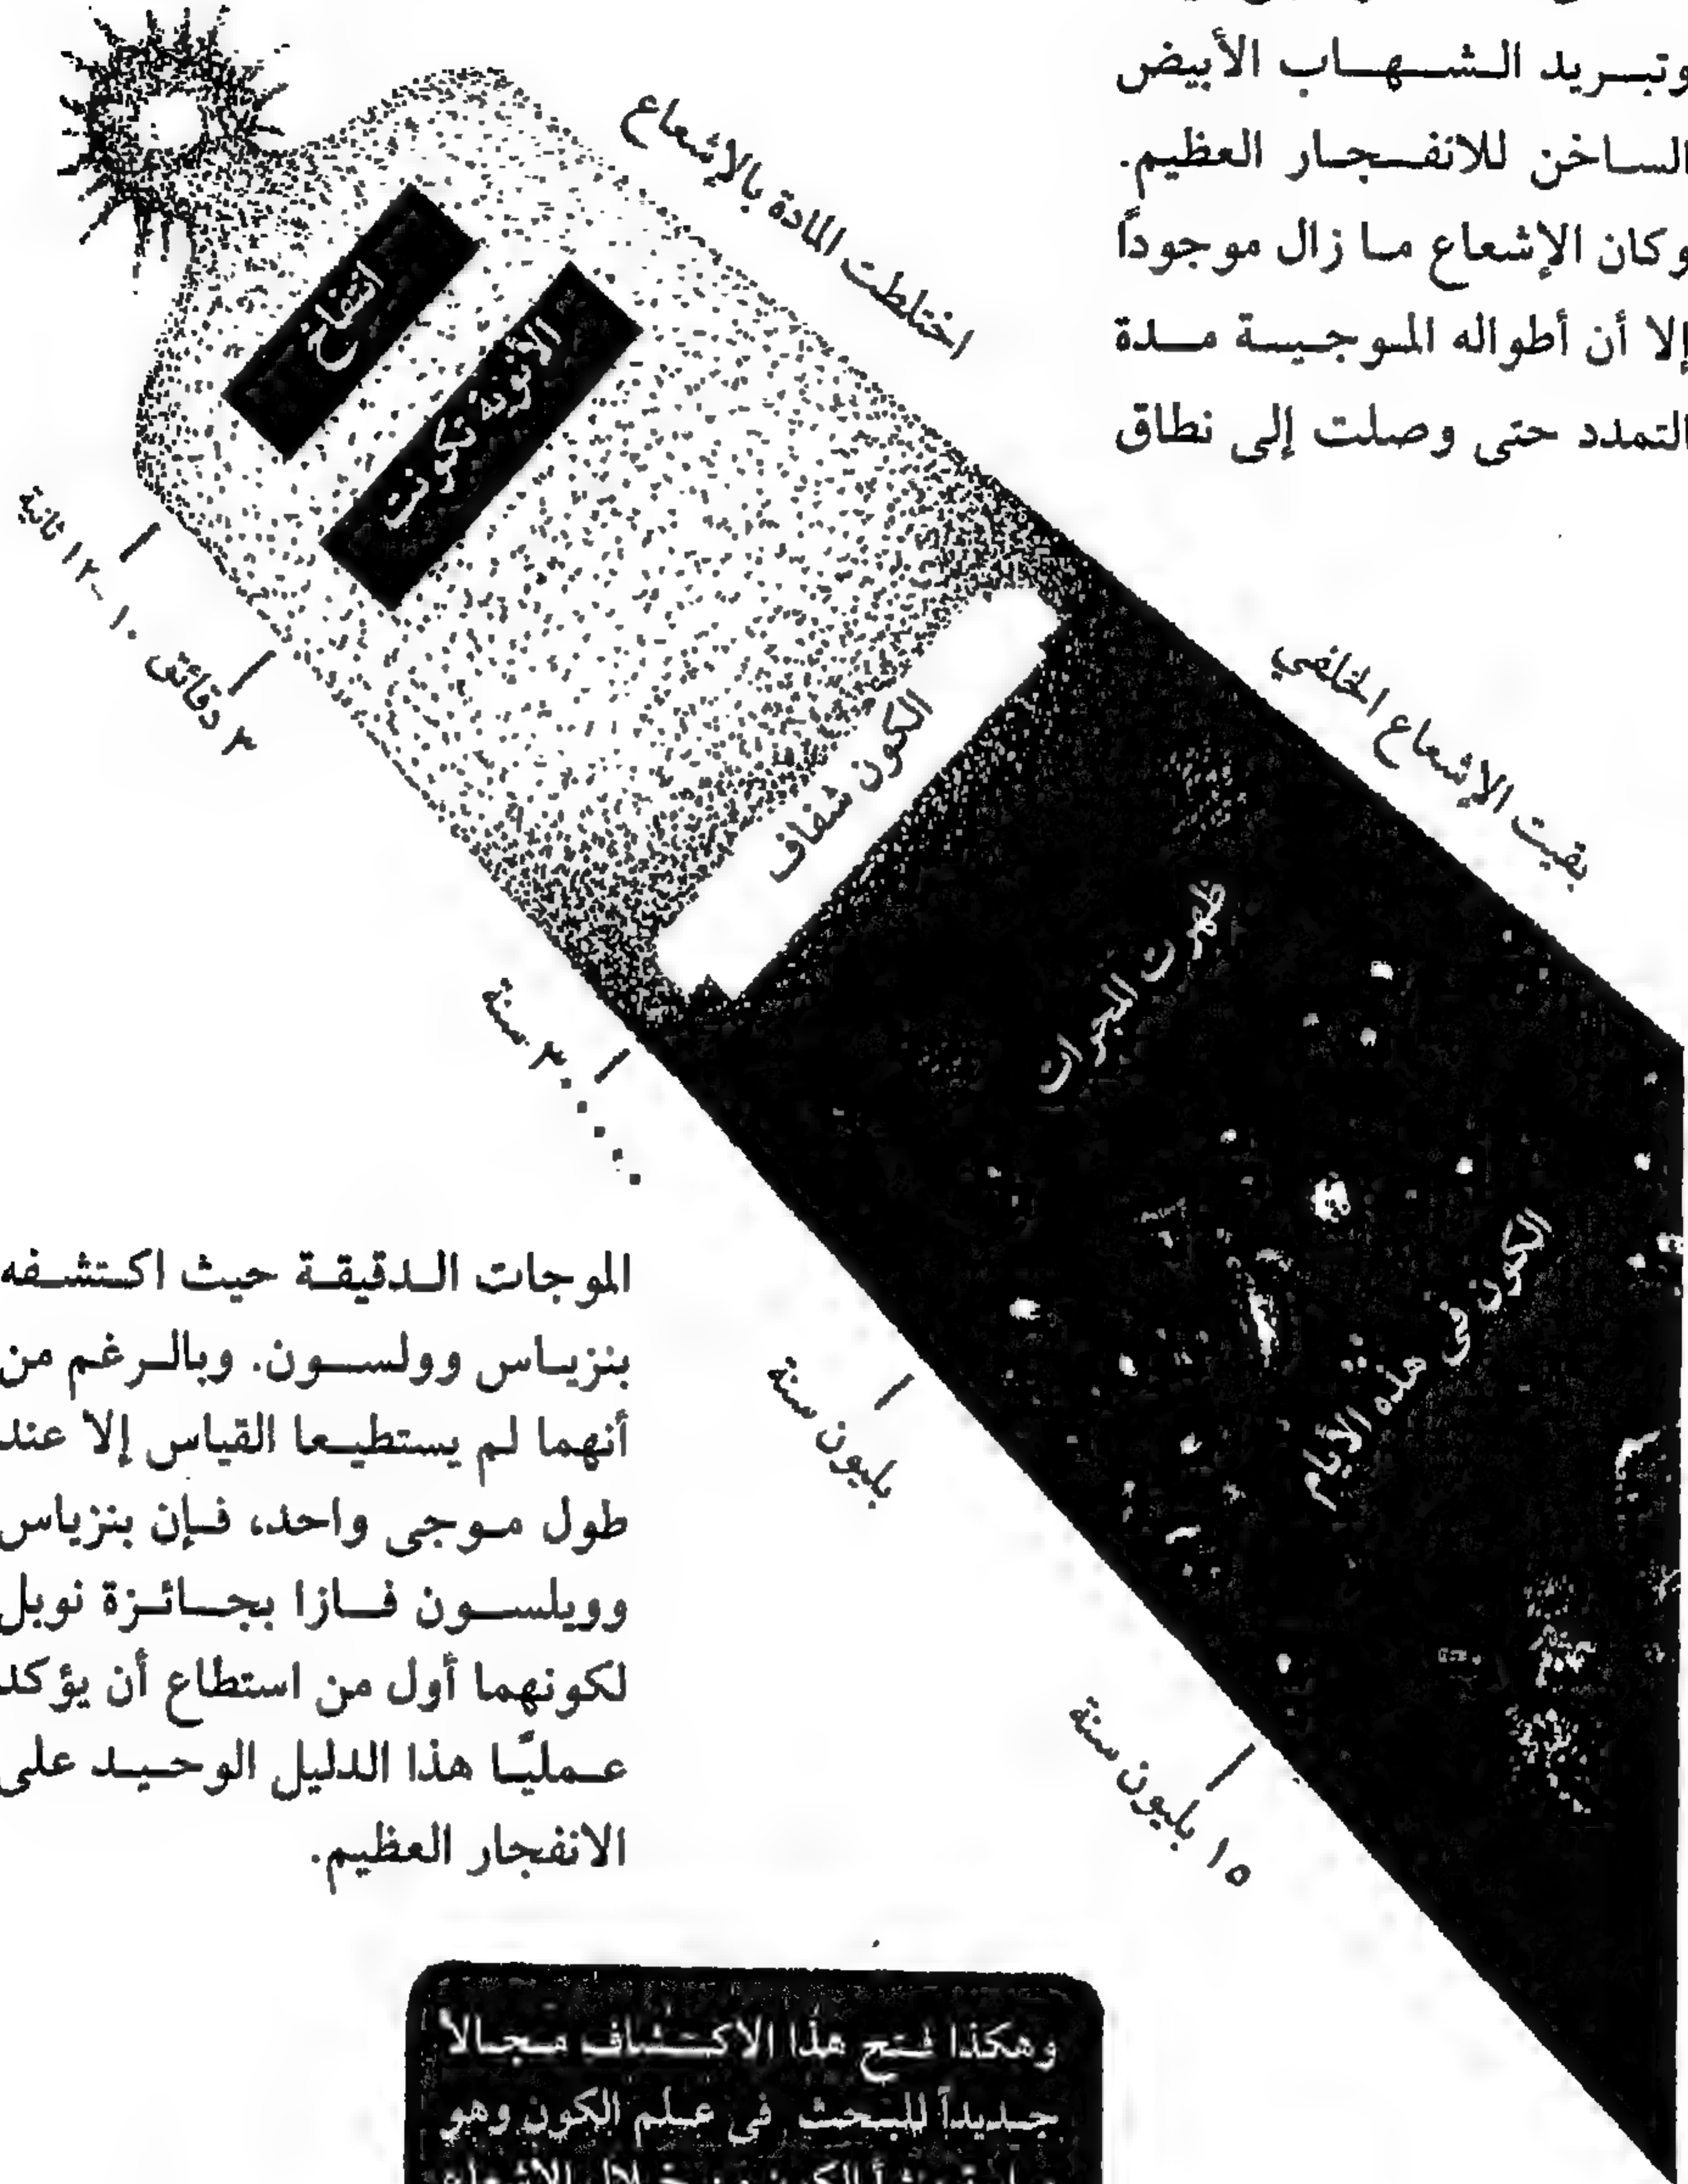 وتبريد الشهاب الأبيض
الساخن للانفجار العظيم.
وكان الإشعاع ما زال موجوداً
إلا أن أطواله الموجيية مدة
التمدد حتى وصلت إلى نطاق
اختلطت المادة بالإشعاع
انتفاخ
الأنوية تكونت
١٠ –١٢ ثانية
٣ دقائق
الكون شفاف
بقيت الإشعاع الخلفي
ظهرت المجرات
٣٠٠٠٠٠ سنة
الكون في هذه الأيام
بليون سنة
١٥ بليون سنة
الموجات الدقيقة حيث اكتشفه
بنزياس وولسون. وبالرغم من
أنهما لم يستطيعا القياس إلا عند
طول موجى واحد، فإن بنزياس
وويلسون فازا بجائزة نوبل
لكونهما أول من استطاع أن يؤكد
عمليًا هذا الدليل الوحيد على
الانفجار العظيم.
وهكذا فتح هذا الاكتشاف مجالاً
جديداً للبحث فى علم الكون وهو